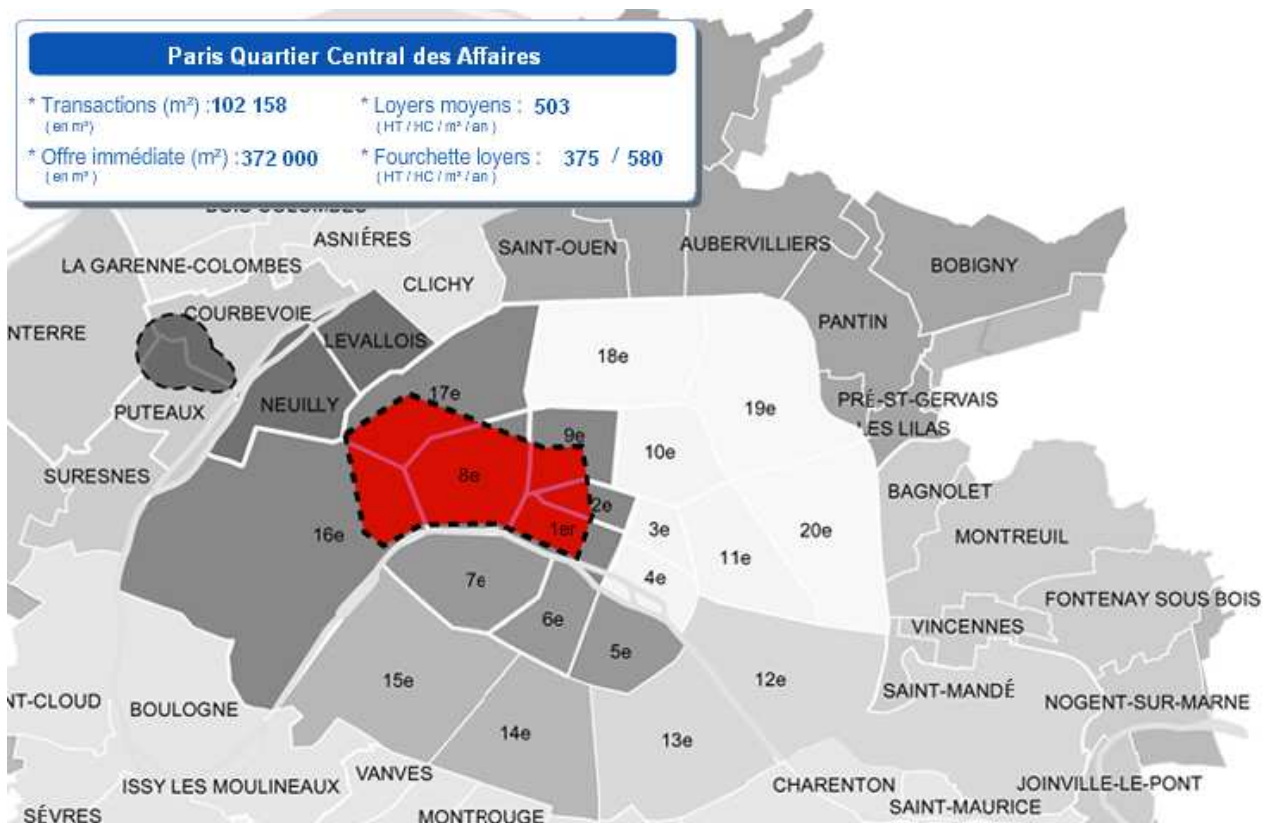 Paris Quartier Central des Affaires
* Transactions (m²) :102 158
( en m²)
* Loyers moyens : 503
( HT / HC / m² / an )
* Offre immédiate (m²) :372 000
( en m² )
* Fourchette loyers : 375 / 580
( HT / HC / m² / an )
BOIS-COLOMBES
ASNIÉRES
SAINT-OUEN
AUBERVILLIERS
LA GARENNE-COLOMBES
BOBIGNY
CLICHY
COURBEVOIE
PANTIN
NTERRE
LEVALLOIS
18e
17e
PRÉ-ST-GERVAIS
NEUILLY
19e
PUTEAUX
LES LILAS
9e
10e
SURESNES
8e
BAGNOLET
2e
16e
1er
3e
20e
MONTREUIL
11e
7e
4e
FONTENAY SOUS BOIS
6e
VINCENNES
5e
15e
12e
SAINT-MANDÉ
NT-CLOUD
NOGENT-SUR-MARNE
BOULOGNE
14e
13e
VANVES
ISSY LES MOULINEAUX
CHARENTON
JOINVILLE-LE-PONT
SAINT-MAURICE
SÉVRES
MONTROUGE